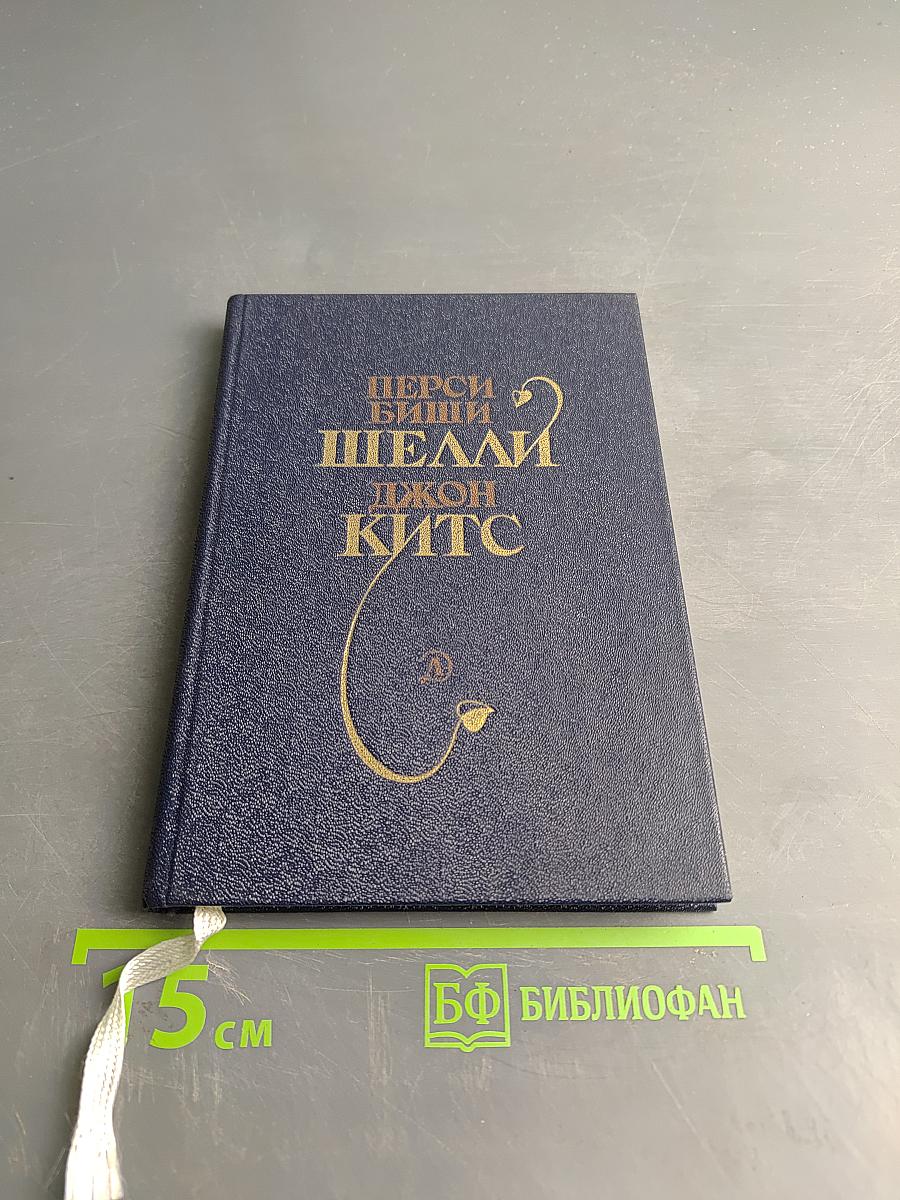 ПЕРСИ
БИШИ
ШЕЛЛИ
ДЖОН
КИТС
15 см
БФ БИБЛИОФАН